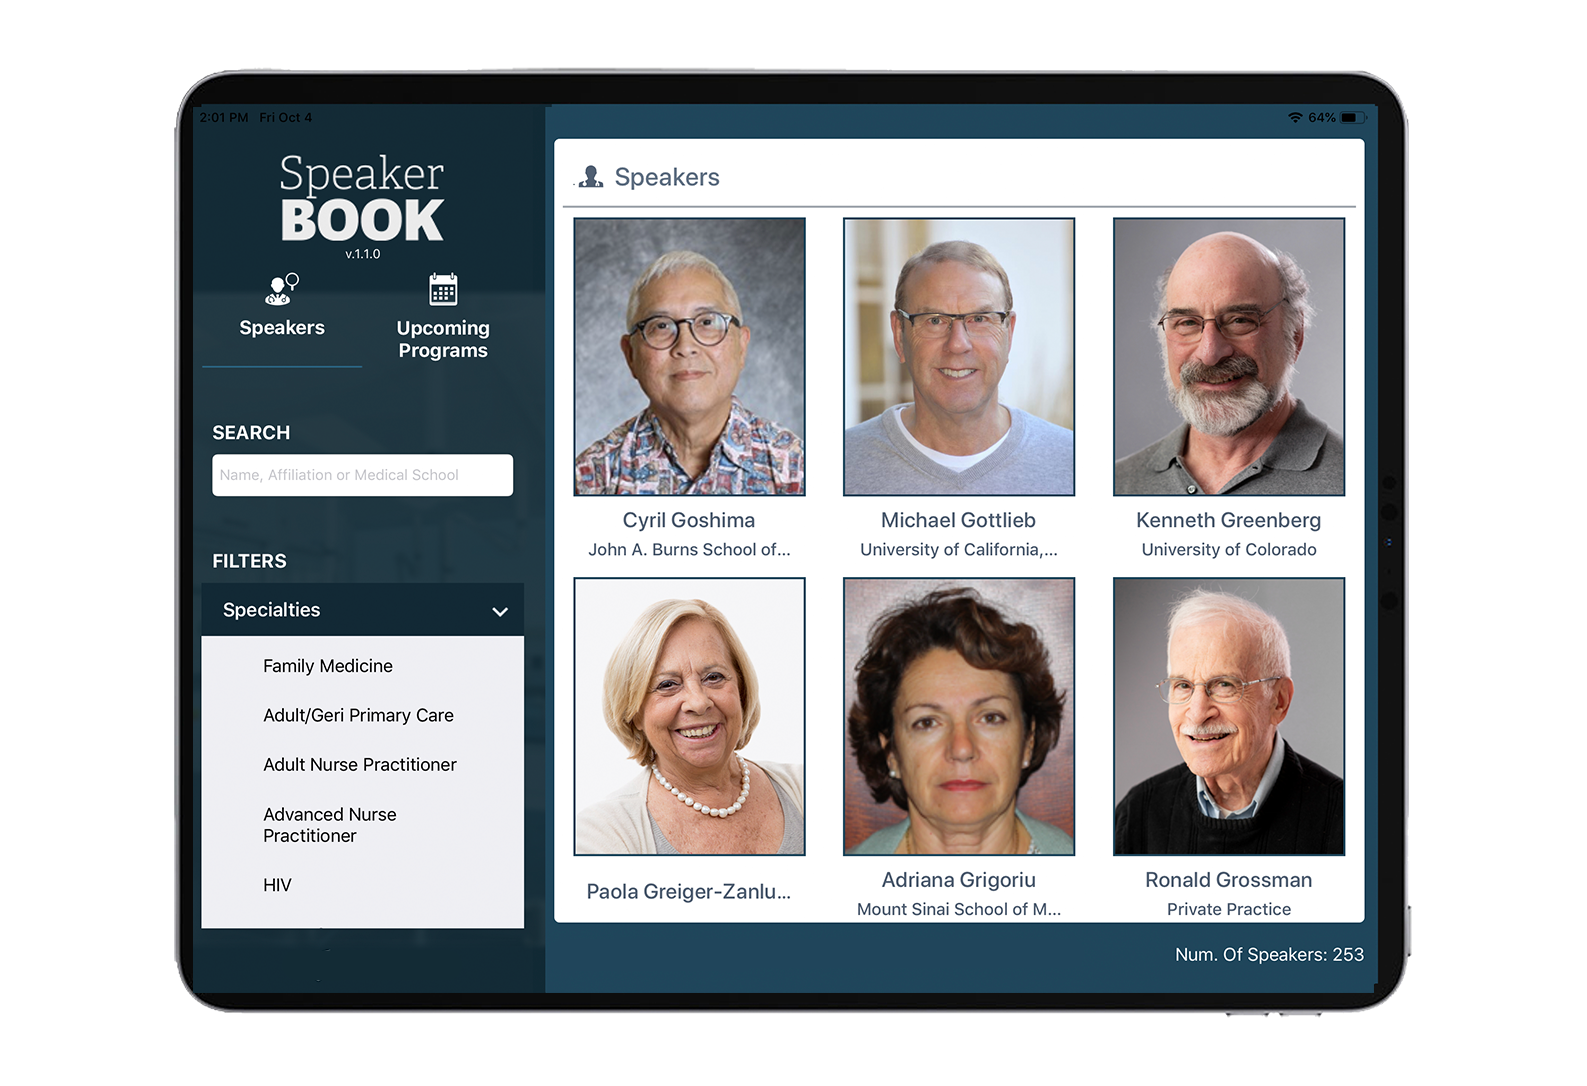 2:01 PM Fri Oct 4
64%
Speaker
BOOK
v.1.1.0
Speakers
Upcoming
Programs
SEARCH
Name, Affiliation or Medical School
FILTERS
Specialties
Family Medicine
Adult/Geri Primary Care
Adult Nurse Practitioner
Advanced Nurse
Practitioner
HIV
Speakers
Cyril Goshima
John A. Burns School of...
Michael Gottlieb
University of California,...
Kenneth Greenberg
University of Colorado
Paola Greiger-Zanlu...
Adriana Grigoriu
Mount Sinai School of M...
Ronald Grossman
Private Practice
Num. Of Speakers: 253